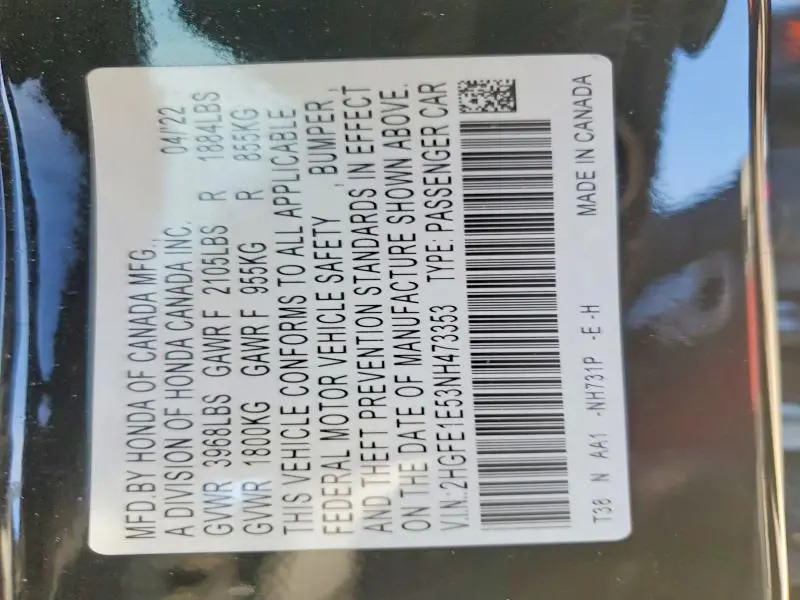 MFD.BY HONDA OF CANADA MFG.,
A DIVISION OF HONDA CANADA INC. 04/'22
GVWR 3968LBS GAWR F 2105LBS R 1884LBS
GVWR 1800KG GAWR F 955KG R 855KG
THIS VEHICLE CONFORMS TO ALL APPLICABLE
FEDERAL MOTOR VEHICLE SAFETY , BUMPER ,
AND THEFT PREVENTION STANDARDS IN EFFECT
ON THE DATE OF MANUFACTURE SHOWN ABOVE.
V.I.N.:2HGFE1E53NH473353 TYPE: PASSENGER CAR
T38 N AA1 -NH731P -E -H MADE IN CANADA